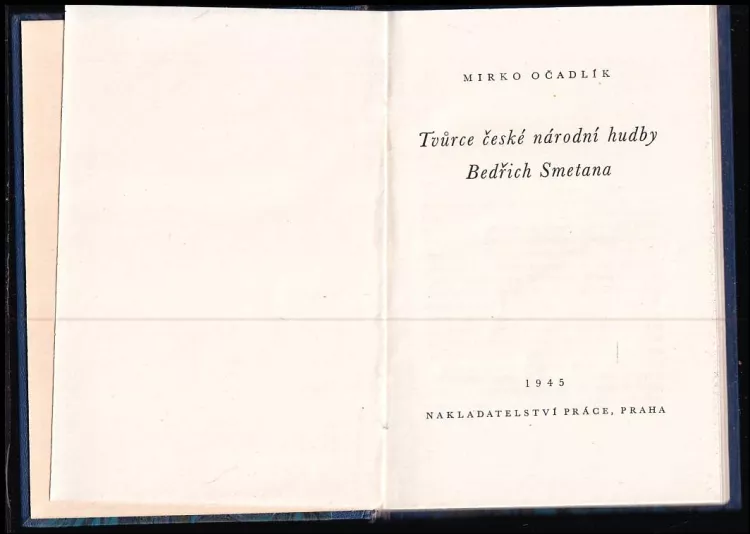 MIRKO OČADLÍK
Tvůrce české národní hudby
Bedřich Smetana
1945
NAKLADATELSTVÍ PRÁCE, PRAHA